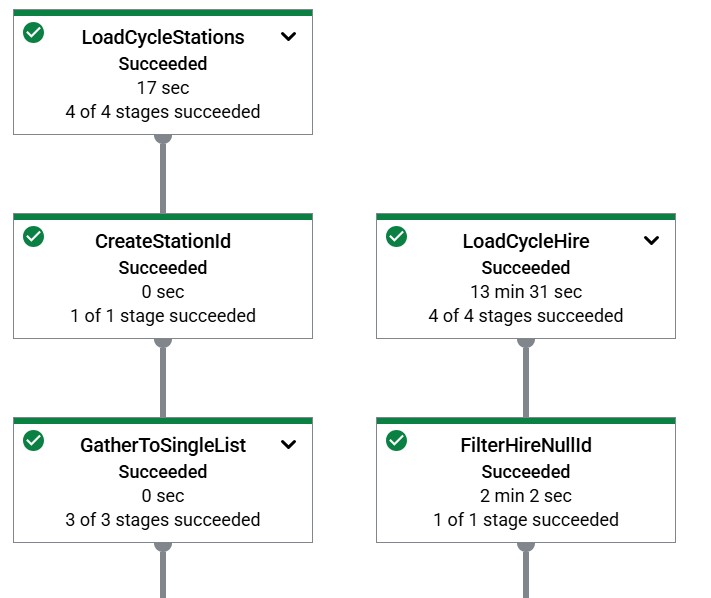 LoadCycleStations
Succeeded
17 sec
4 of 4 stages succeeded
CreateStationId
Succeeded
0 sec
1 of 1 stage succeeded
LoadCycleHire
Succeeded
13 min 31 sec
4 of 4 stages succeeded
GatherToSingleList
Succeeded
0 sec
3 of 3 stages succeeded
FilterHireNullId
Succeeded
2 min 2 sec
1 of 1 stage succeeded